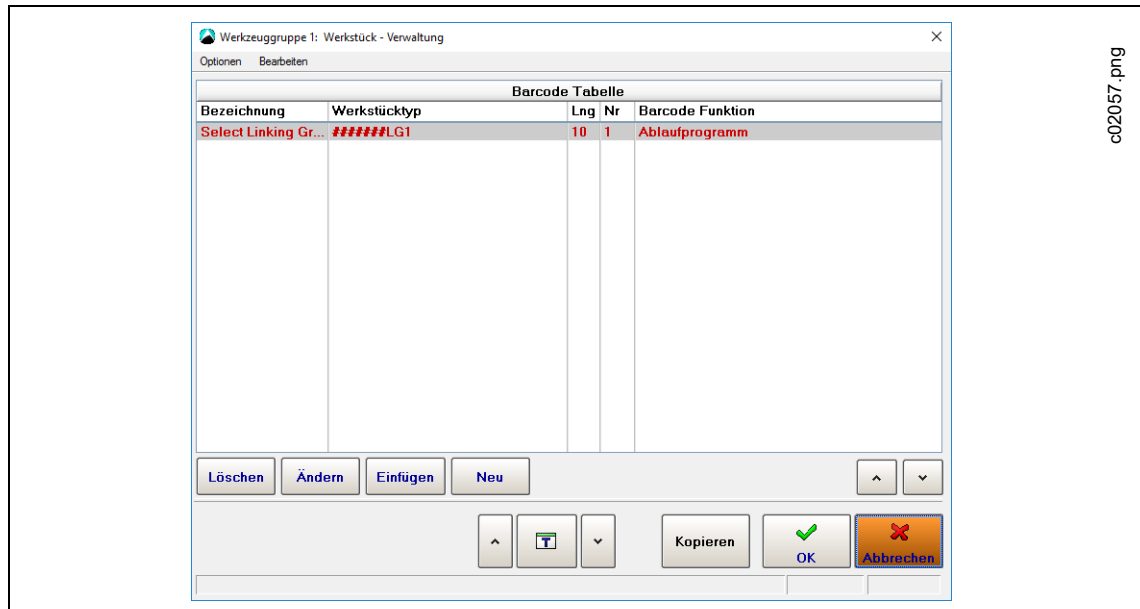 Werkzeuggruppe 1: Werkstück - Verwaltung
Optionen Bearbeiten
Barcode Tabelle
Bezeichnung Werkstücktyp Lng Nr Barcode Funktion
Select Linking Gr... #######LG1 10 1 Ablaufprogramm
Löschen Ändern Einfügen Neu
T Kopieren OK Abbrechen
c02057.png